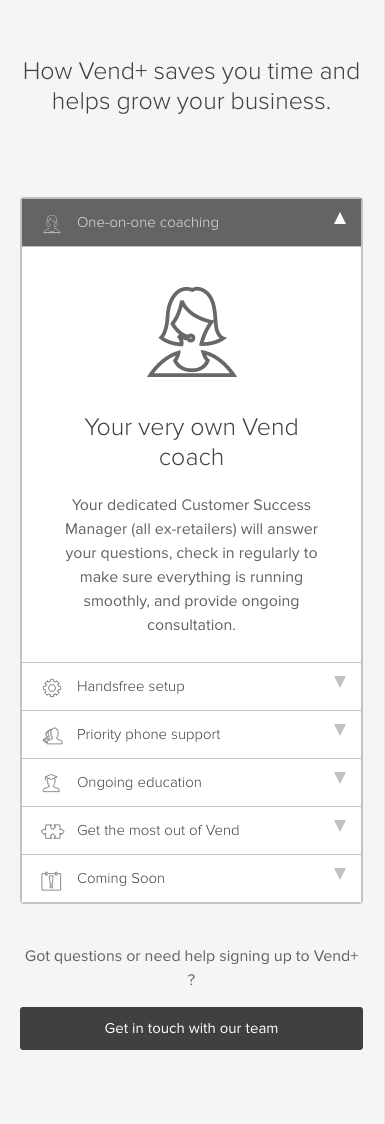 How Vend+ saves you time and
helps grow your business.
One-on-one coaching
Your very own Vend
coach
Your dedicated Customer Success
Manager (all ex-retailers) will answer
your questions, check in regularly to
make sure everything is running
smoothly, and provide ongoing
consultation.
Handsfree setup
Priority phone support
Ongoing education
Get the most out of Vend
Coming Soon
Got questions or need help signing up to Vend+
?
Get in touch with our team